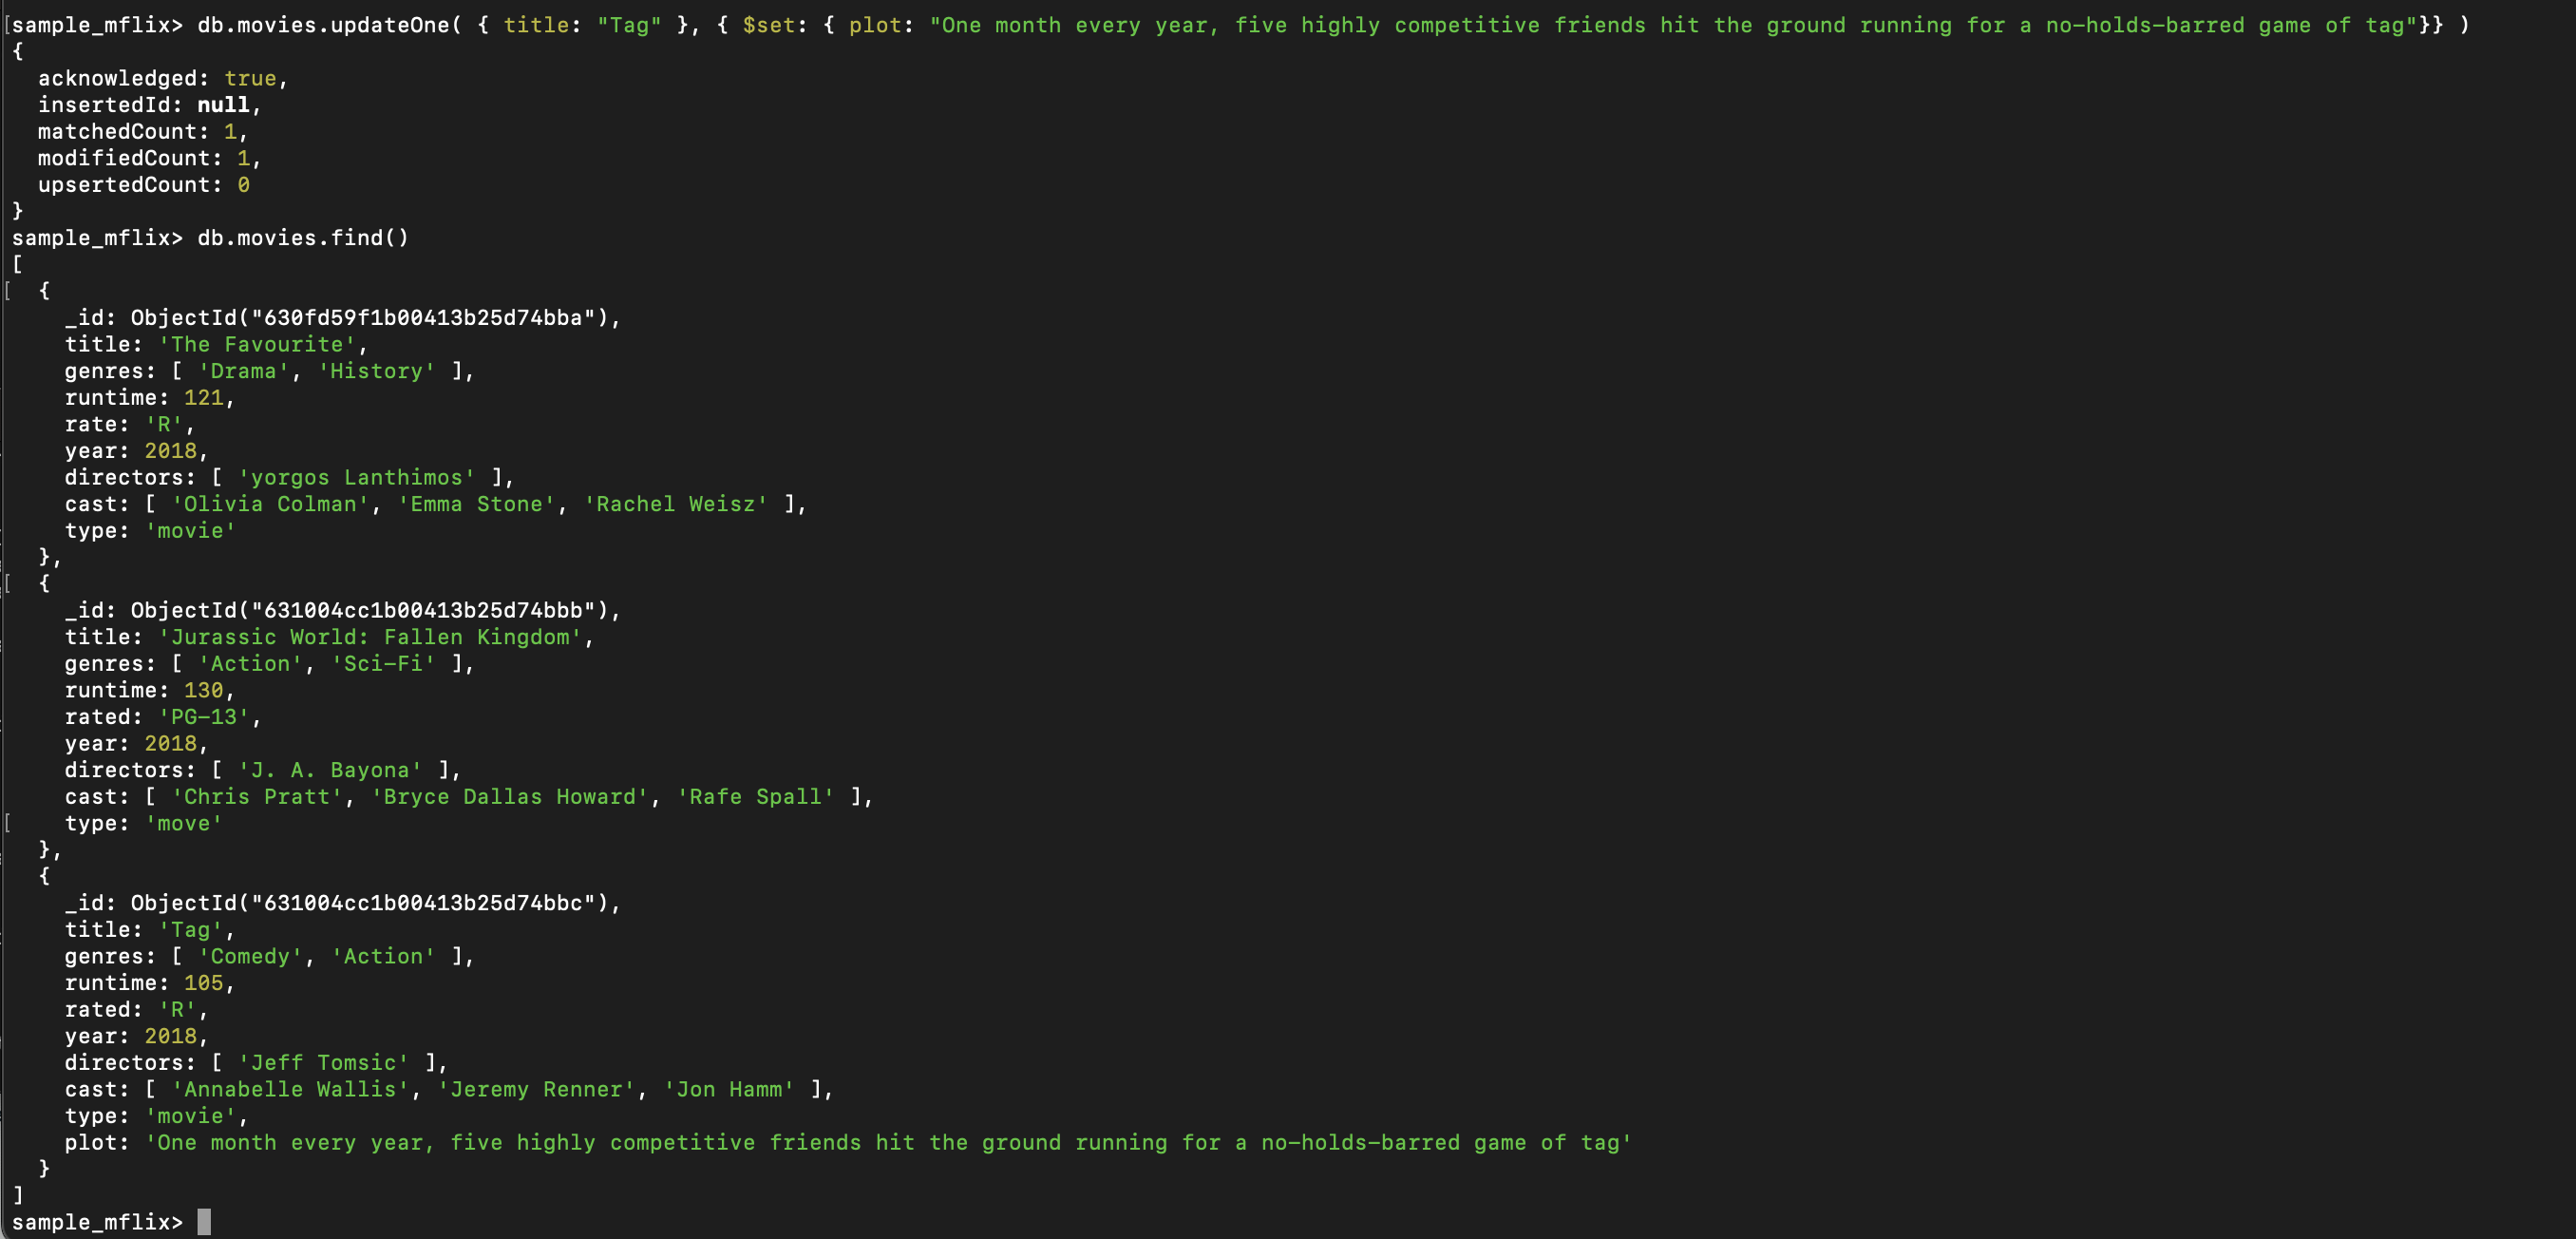 [sample_mflix> db.movies.updateOne( { title: "Tag" }, { $set: { plot: "One month every year, five highly competitive friends hit the ground running for a no-holds-barred game of tag"}} )
{
  acknowledged: true,
  insertedId: null,
  matchedCount: 1,
  modifiedCount: 1,
  upsertedCount: 0
}
sample_mflix> db.movies.find()
[
[  {
    _id: ObjectId("630fd59f1b00413b25d74bba"),
    title: 'The Favourite',
    genres: [ 'Drama', 'History' ],
    runtime: 121,
    rate: 'R',
    year: 2018,
    directors: [ 'yorgos Lanthimos' ],
    cast: [ 'Olivia Colman', 'Emma Stone', 'Rachel Weisz' ],
    type: 'movie'
  },
[  {
    _id: ObjectId("631004cc1b00413b25d74bbb"),
    title: 'Jurassic World: Fallen Kingdom',
    genres: [ 'Action', 'Sci-Fi' ],
    runtime: 130,
    rated: 'PG-13',
    year: 2018,
    directors: [ 'J. A. Bayona' ],
    cast: [ 'Chris Pratt', 'Bryce Dallas Howard', 'Rafe Spall' ],
[    type: 'move'
  },
  {
    _id: ObjectId("631004cc1b00413b25d74bbc"),
    title: 'Tag',
    genres: [ 'Comedy', 'Action' ],
    runtime: 105,
    rated: 'R',
    year: 2018,
    directors: [ 'Jeff Tomsic' ],
    cast: [ 'Annabelle Wallis', 'Jeremy Renner', 'Jon Hamm' ],
    type: 'movie',
    plot: 'One month every year, five highly competitive friends hit the ground running for a no-holds-barred game of tag'
  }
]
sample_mflix>